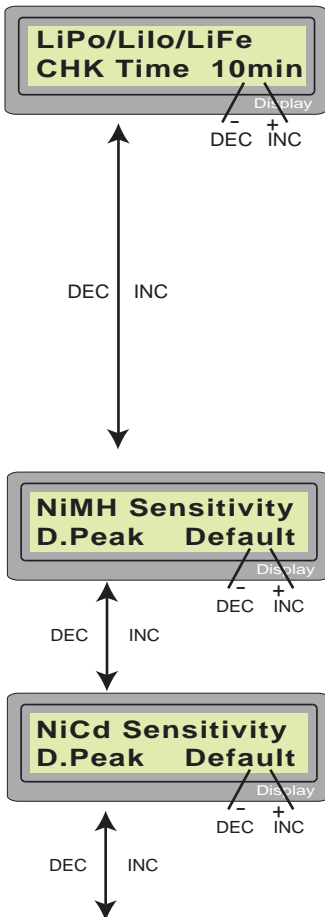 LiPo/LiIo/LiFe
CHK Time 10min
Display
- +
DEC INC
DEC INC
NiMH Sensitivity
D.Peak Default
Display
- +
DEC INC
DEC INC
NiCd Sensitivity
D.Peak Default
Display
- +
DEC INC
DEC INC